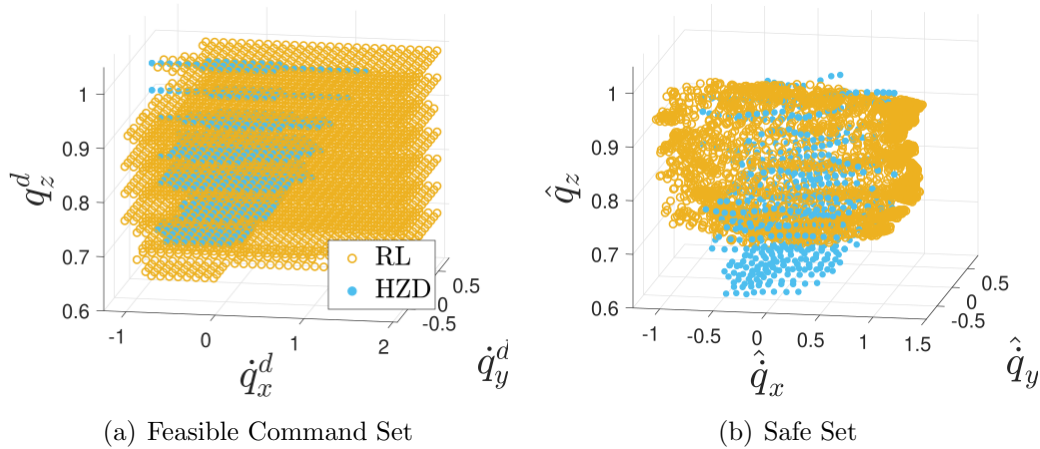 1
0.9
0.8
0.7
0.6
q_z^d
-1
0
1
2
-0.5
0
0.5
q̇_x^d
q̇_y^d
RL
HZD
(a) Feasible Command Set
1
0.9
0.8
0.7
0.6
q̂_z
-1
-0.5
0
0.5
1
1.5
-0.5
0
0.5
q̇̂_x
q̇̂_y
(b) Safe Set